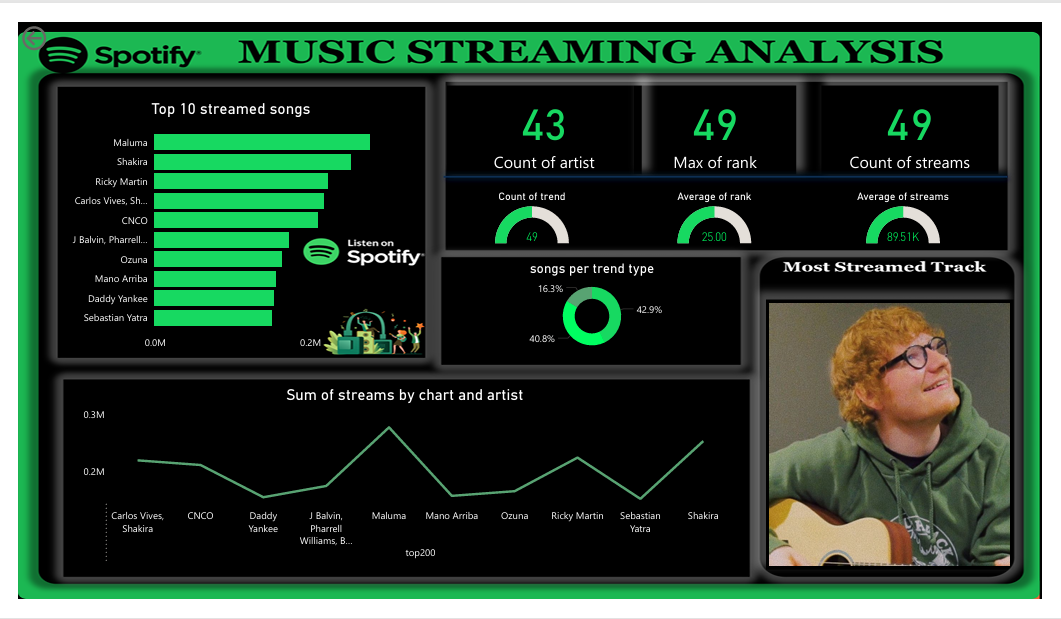 Spotify®
MUSIC STREAMING ANALYSIS
Top 10 streamed songs
Maluma
Shakira
Ricky Martin
Carlos Vives, Sh...
CNCO
J Balvin, Pharrell...
Ozuna
Mano Arriba
Daddy Yankee
Sebastian Yatra
0.0M
0.2M
Listen on
Spotify
43
Count of artist
49
Max of rank
49
Count of streams
Count of trend
49
Average of rank
25.00
Average of streams
89.51K
songs per trend type
16.3%
42.9%
40.8%
Most Streamed Track
Sum of streams by chart and artist
0.3M
0.2M
Carlos Vives,
Shakira
CNCO
Daddy
Yankee
J Balvin,
Pharrell
Williams, B...
Maluma
Mano Arriba
Ozuna
Ricky Martin
Sebastian
Yatra
Shakira
top200